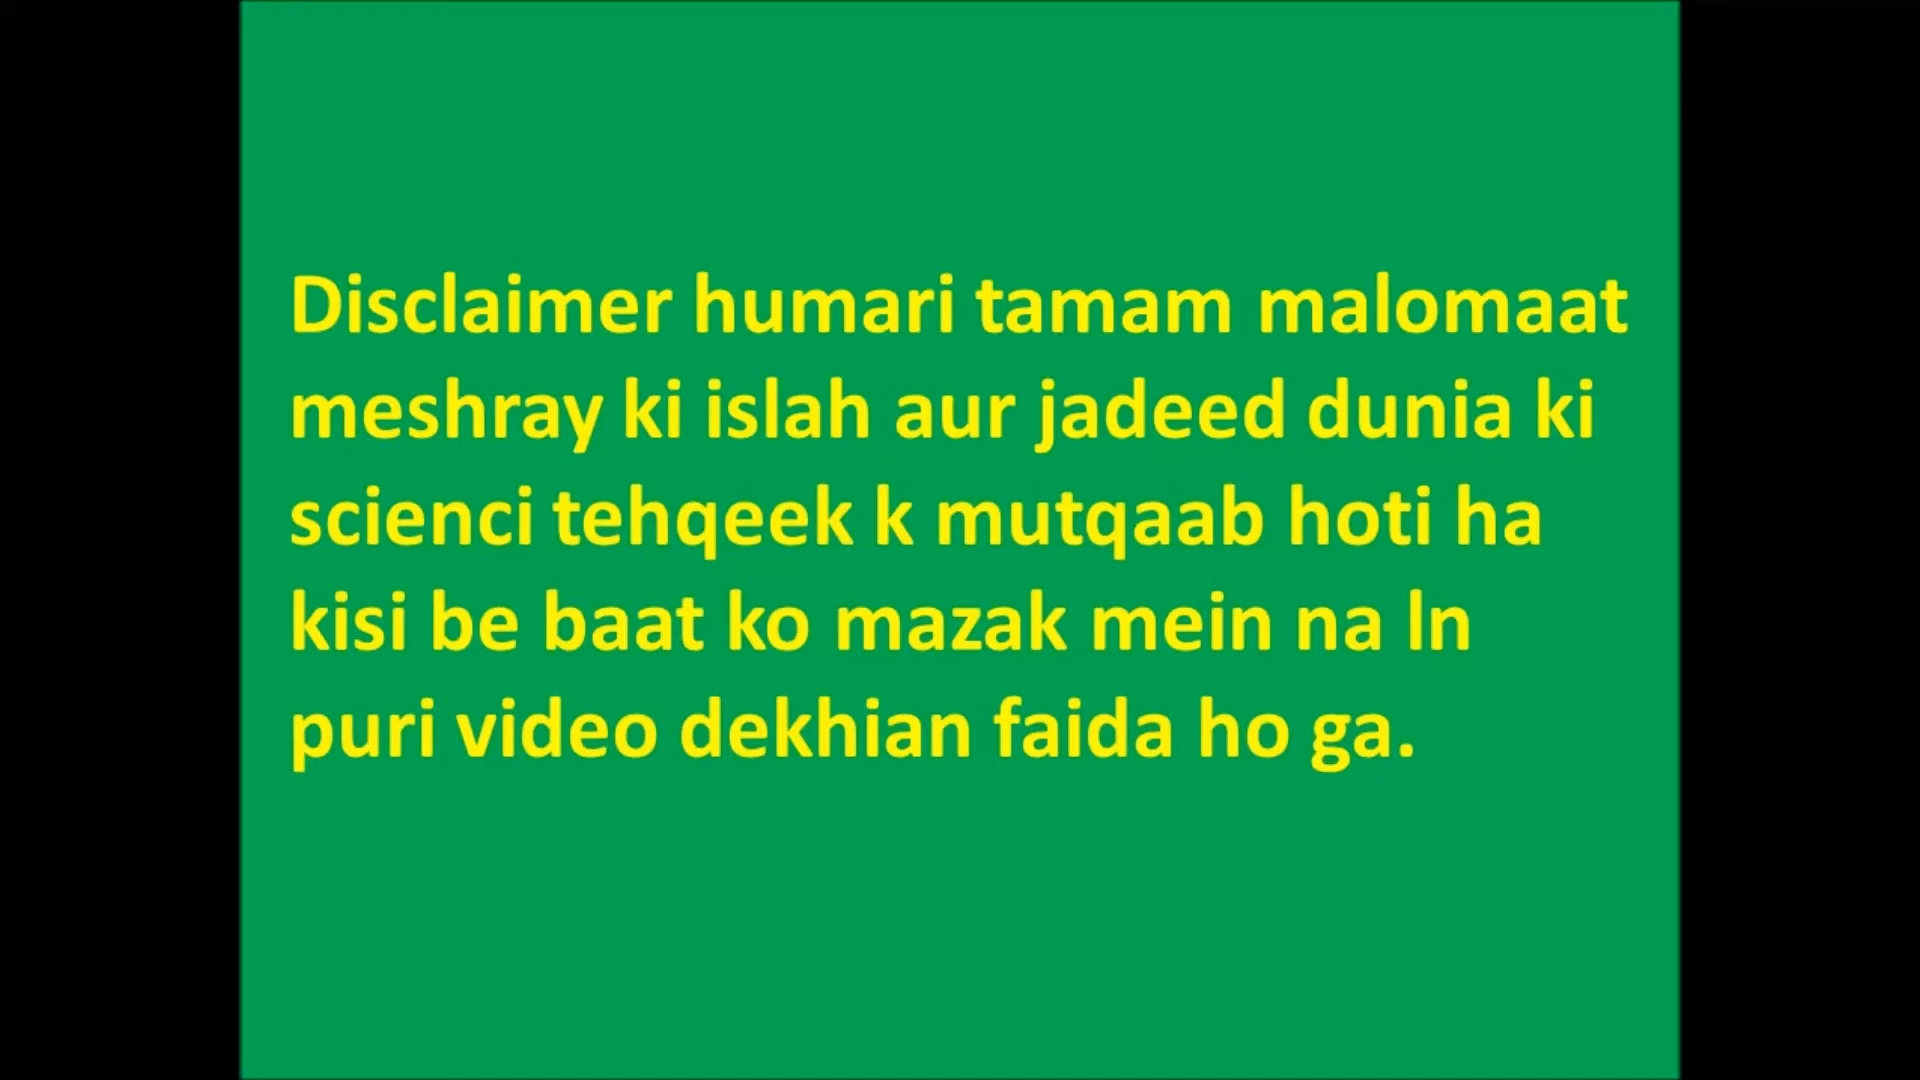 Disclaimer humari tamam malomaat
meshray ki islah aur jadeed dunia ki
scienci tehqeek k mutqaab hoti ha
kisi be baat ko mazak mein na ln
puri video dekhian faida ho ga.